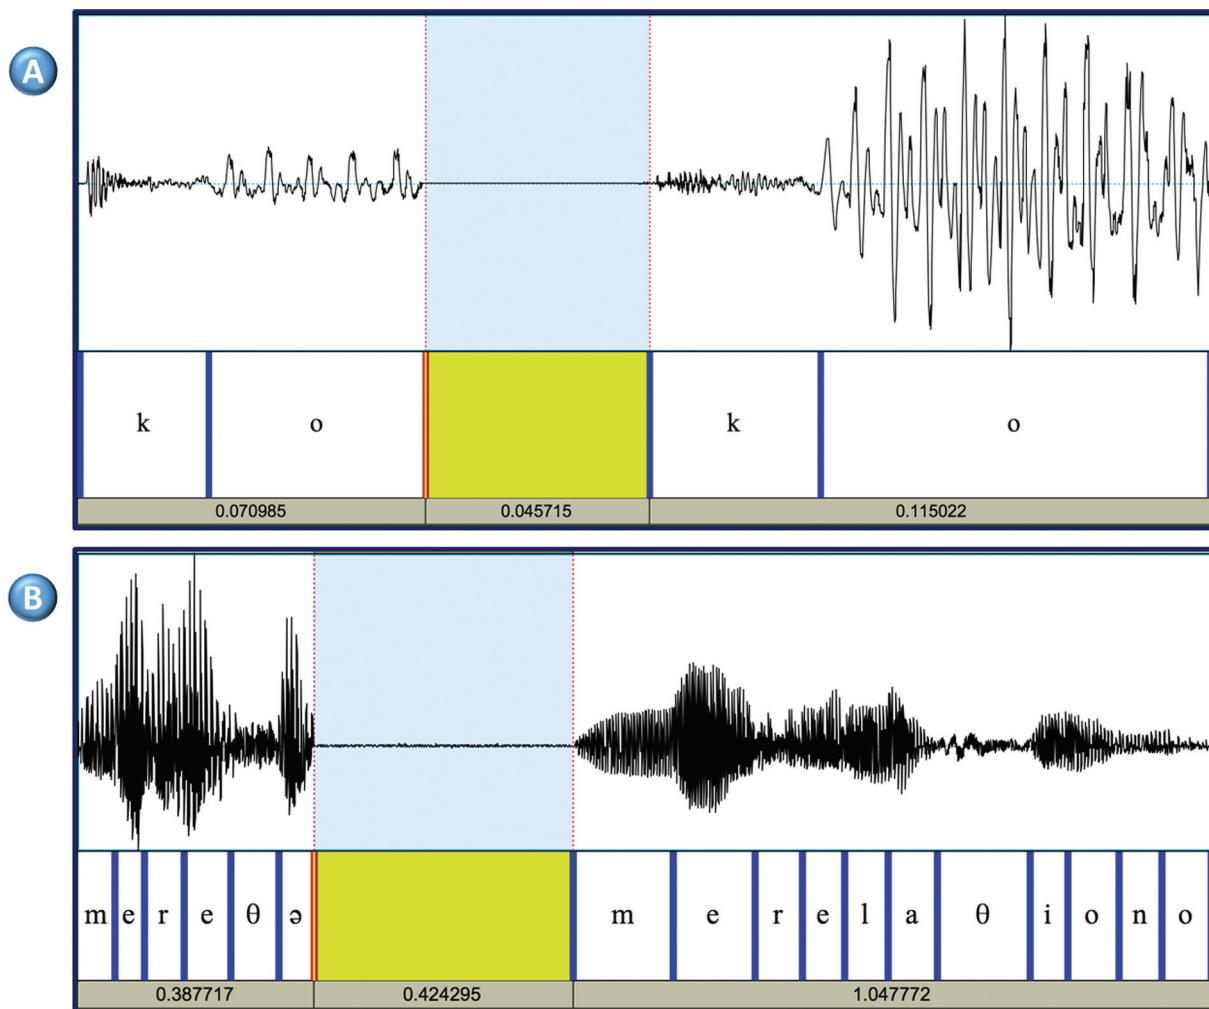 A
k o k o
0.070985 0.045715 0.115022
B
m e r e θ ə m e r e l a θ i o n o
0.387717 0.424295 1.047772